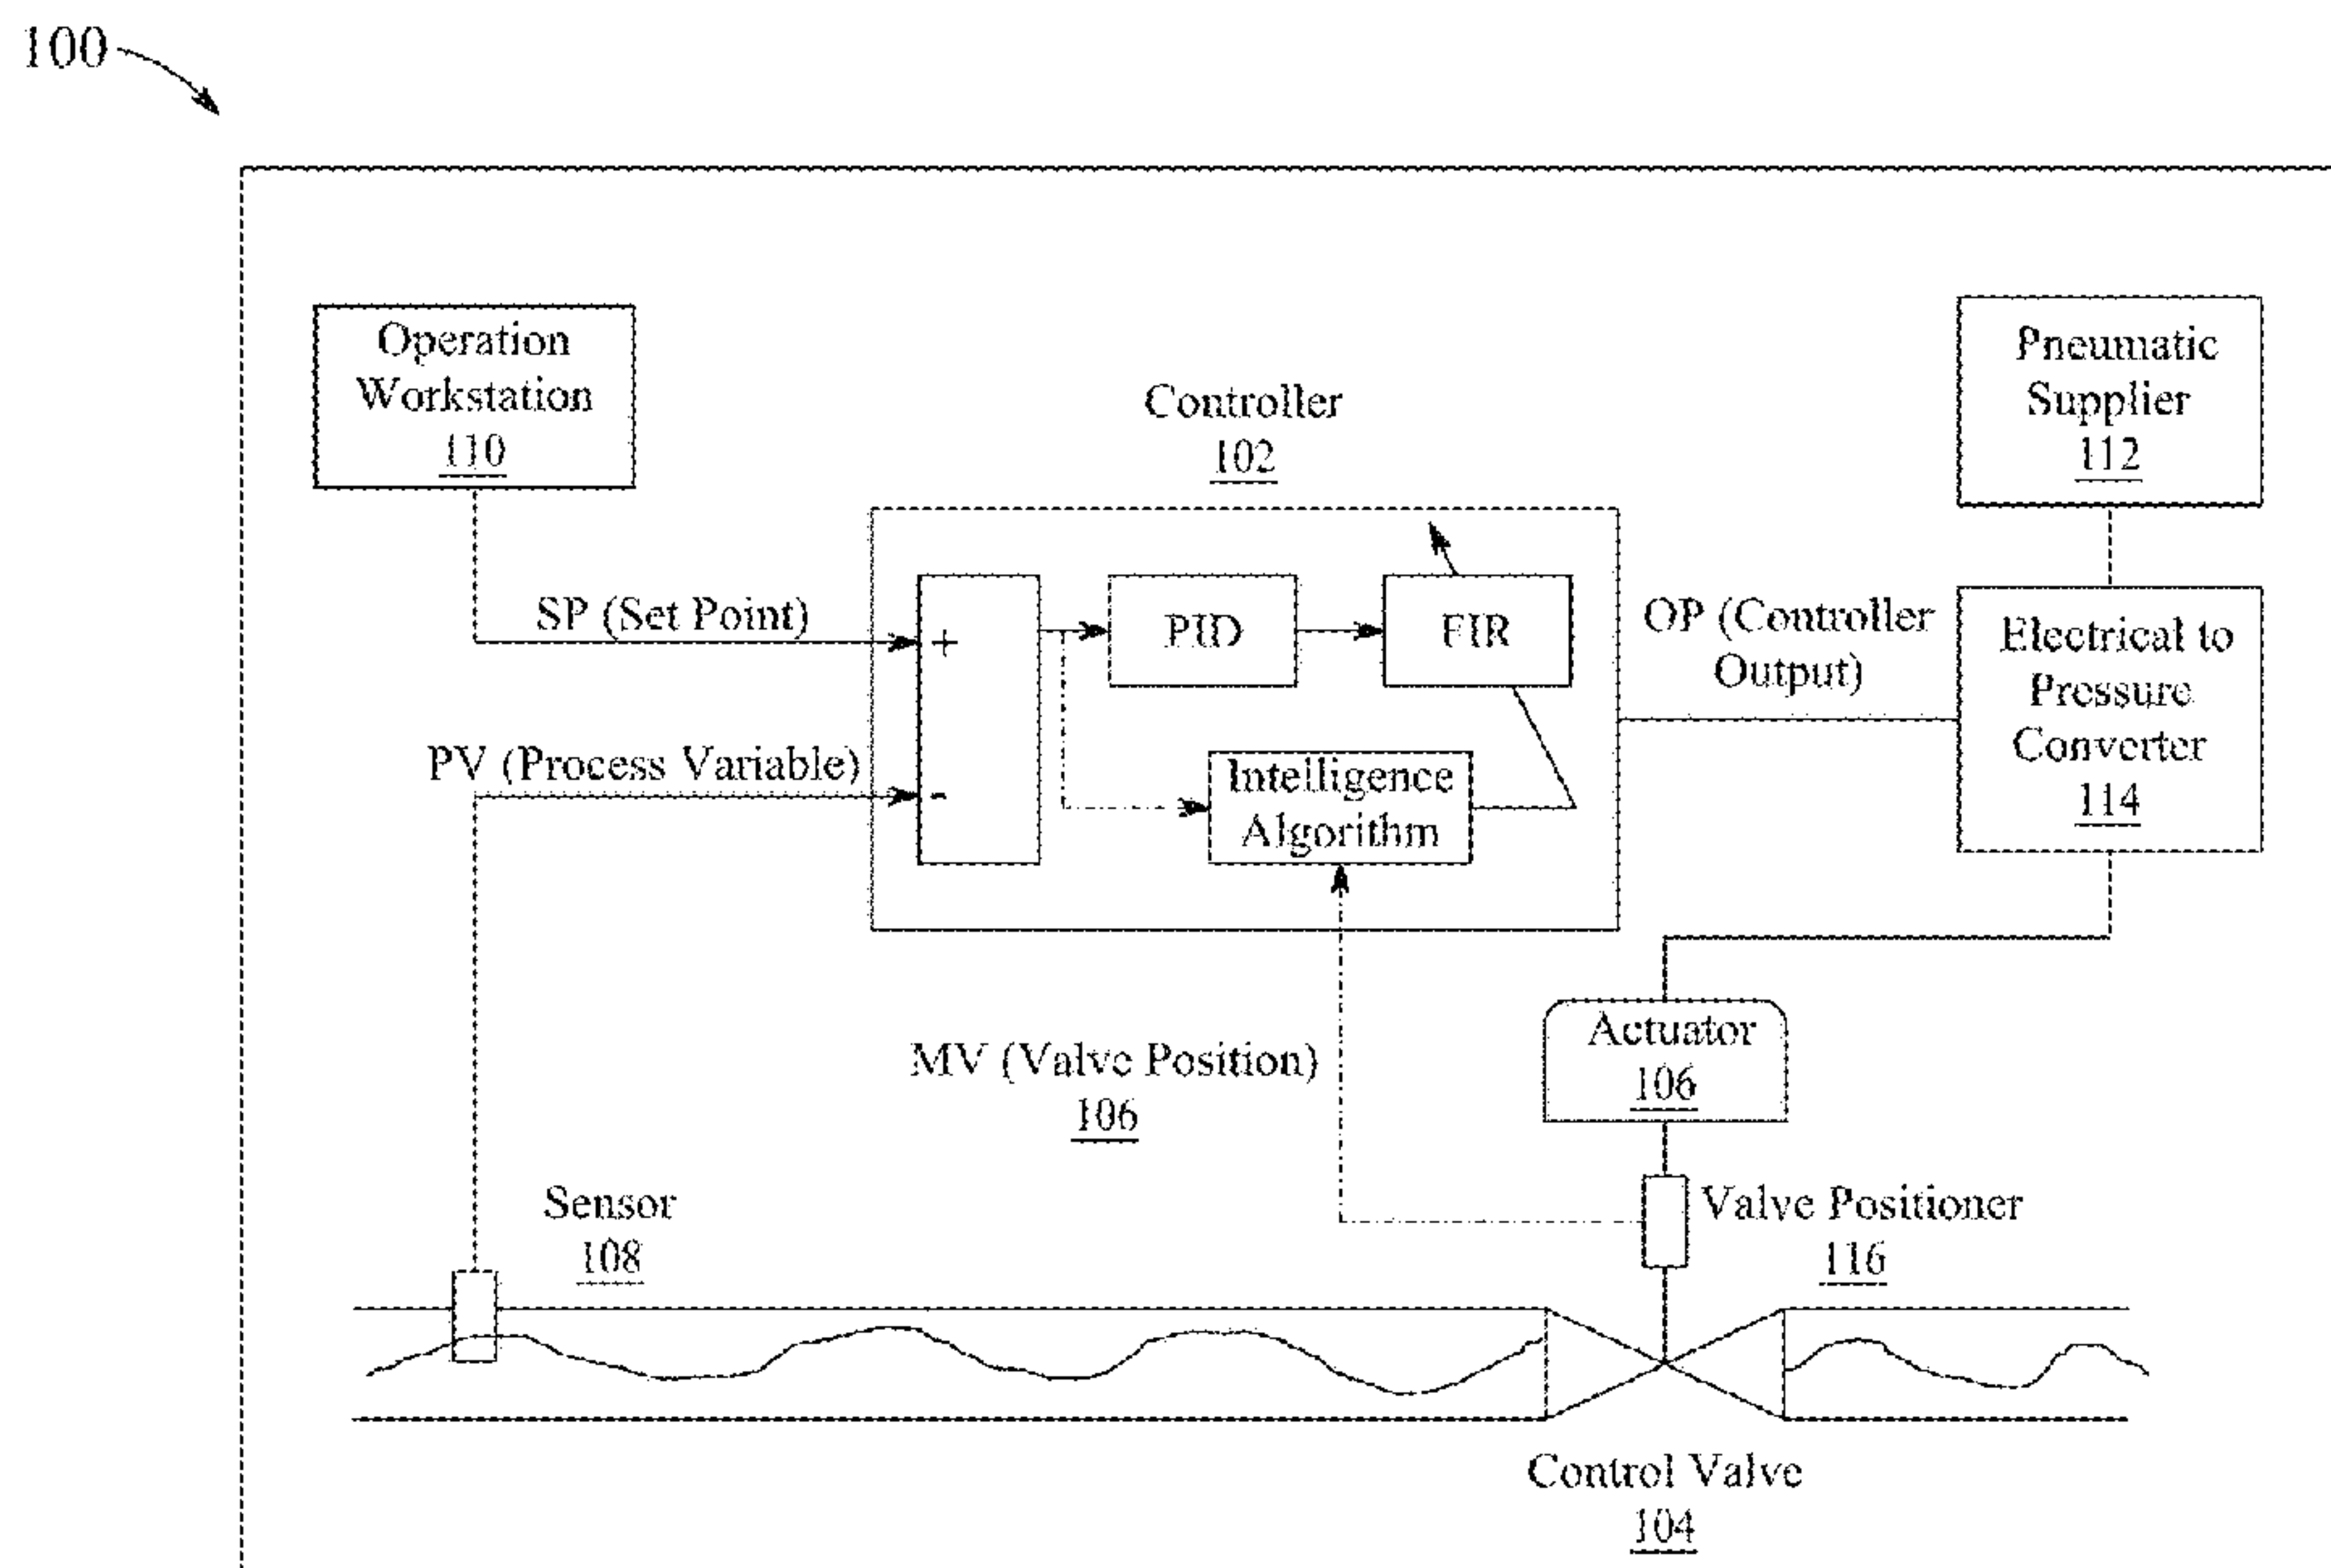 100
Operation
Workstation
110
Controller
102
Pneumatic
Supplier
112
SP (Set Point)
+
PID
FIR
OP (Controller
Output)
Electrical to
Pressure
Converter
114
PV (Process Variable)
-
Intelligence
Algorithm
MV (Valve Position)
106
Actuator
106
Sensor
108
Valve Positioner
116
Control Valve
104